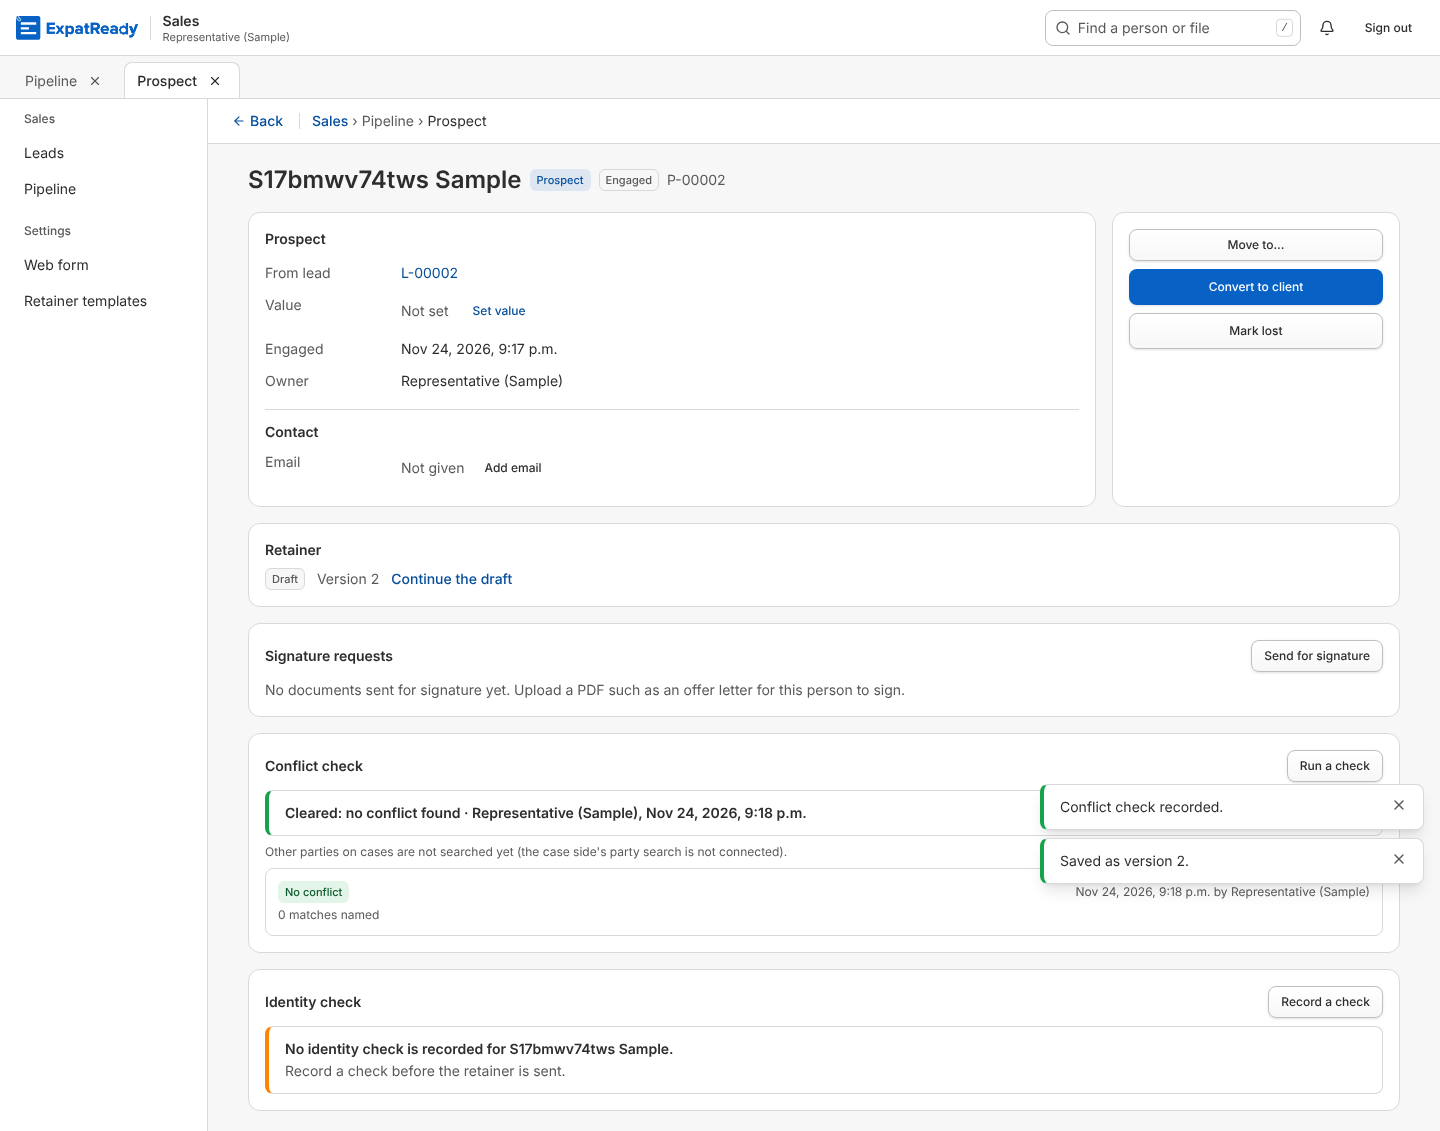 ExpatReady
Sales
Representative (Sample)
Find a person or file
/
Sign out
Pipeline
Prospect
Sales
Leads
Pipeline
Settings
Web form
Retainer templates
← Back
Sales › Pipeline › Prospect
S17bmwv74tws Sample Prospect Engaged P-00002
Prospect
From lead L-00002
Value Not set Set value
Engaged Nov 24, 2026, 9:17 p.m.
Owner Representative (Sample)
Contact
Email Not given Add email
Move to...
Convert to client
Mark lost
Retainer
Draft Version 2 Continue the draft
Signature requests
Send for signature
No documents sent for signature yet. Upload a PDF such as an offer letter for this person to sign.
Conflict check
Run a check
Cleared: no conflict found · Representative (Sample), Nov 24, 2026, 9:18 p.m.
Conflict check recorded.
Other parties on cases are not searched yet (the case side's party search is not connected).
Saved as version 2.
No conflict
Nov 24, 2026, 9:18 p.m. by Representative (Sample)
0 matches named
Identity check
Record a check
No identity check is recorded for S17bmwv74tws Sample.
Record a check before the retainer is sent.